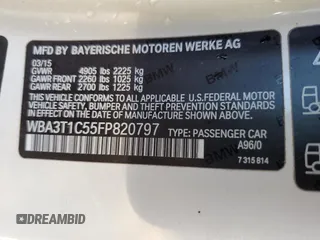 MFD BY BAYERISCHE MOTOREN WERKE AG
03/15
GVWR 4905 lbs 2225 kg
GAWR FRONT 2260 lbs 1025 kg
GAWR REAR 2700 lbs 1225 kg
THIS VEHICLE CONFORMS TO ALL APPLICABLE
U.S. FEDERAL MOTOR VEHICLE SAFETY, BUMPER AND
THEFT PREVENTION STANDARDS IN EFFECT ON THE DATE
OF MANUFACTURE SHOWN ABOVE.
WBA3T1C55FP820797 TYPE: PASSENGER CAR
A96/0
7 315 814
DREAMBID